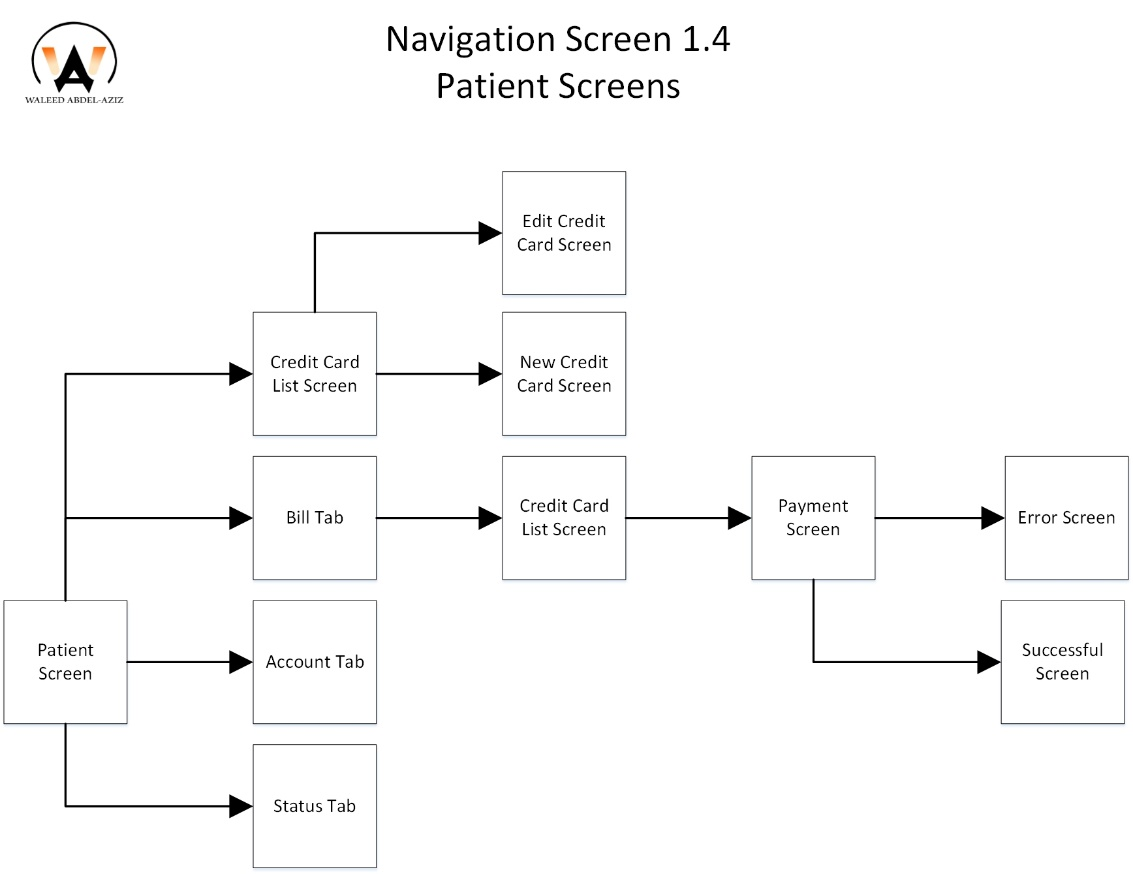 WALEED ABDEL-AZIZ
Navigation Screen 1.4
Patient Screens
Edit Credit
Card Screen
Credit Card
List Screen
New Credit
Card Screen
Bill Tab
Credit Card
List Screen
Payment
Screen
Error Screen
Patient
Screen
Account Tab
Successful
Screen
Status Tab